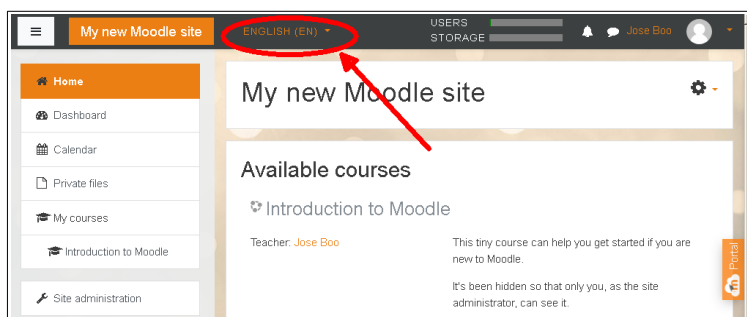 My new Moodle site
ENGLISH (EN)
USERS
STORAGE
Jose Boo
Home
Dashboard
Calendar
Private files
My courses
Introduction to Moodle
Site administration
My new Moodle site
Available courses
Introduction to Moodle
Teacher: Jose Boo
This tiny course can help you get started if you are
new to Moodle.
It's been hidden so that only you, as the site
administrator, can see it.
Portal